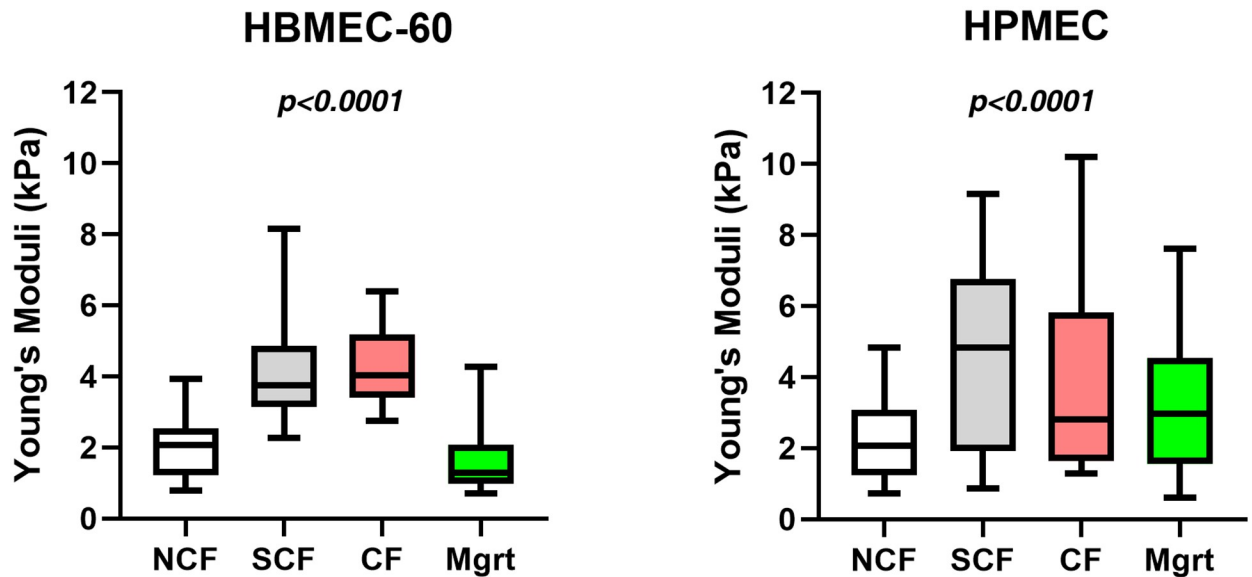 HBMEC-60
p<0.0001
Young's Moduli (kPa)
12
10
8
6
4
2
0
NCF SCF CF Mgrt
HPMEC
p<0.0001
Young's Moduli (kPa)
12
10
8
6
4
2
0
NCF SCF CF Mgrt